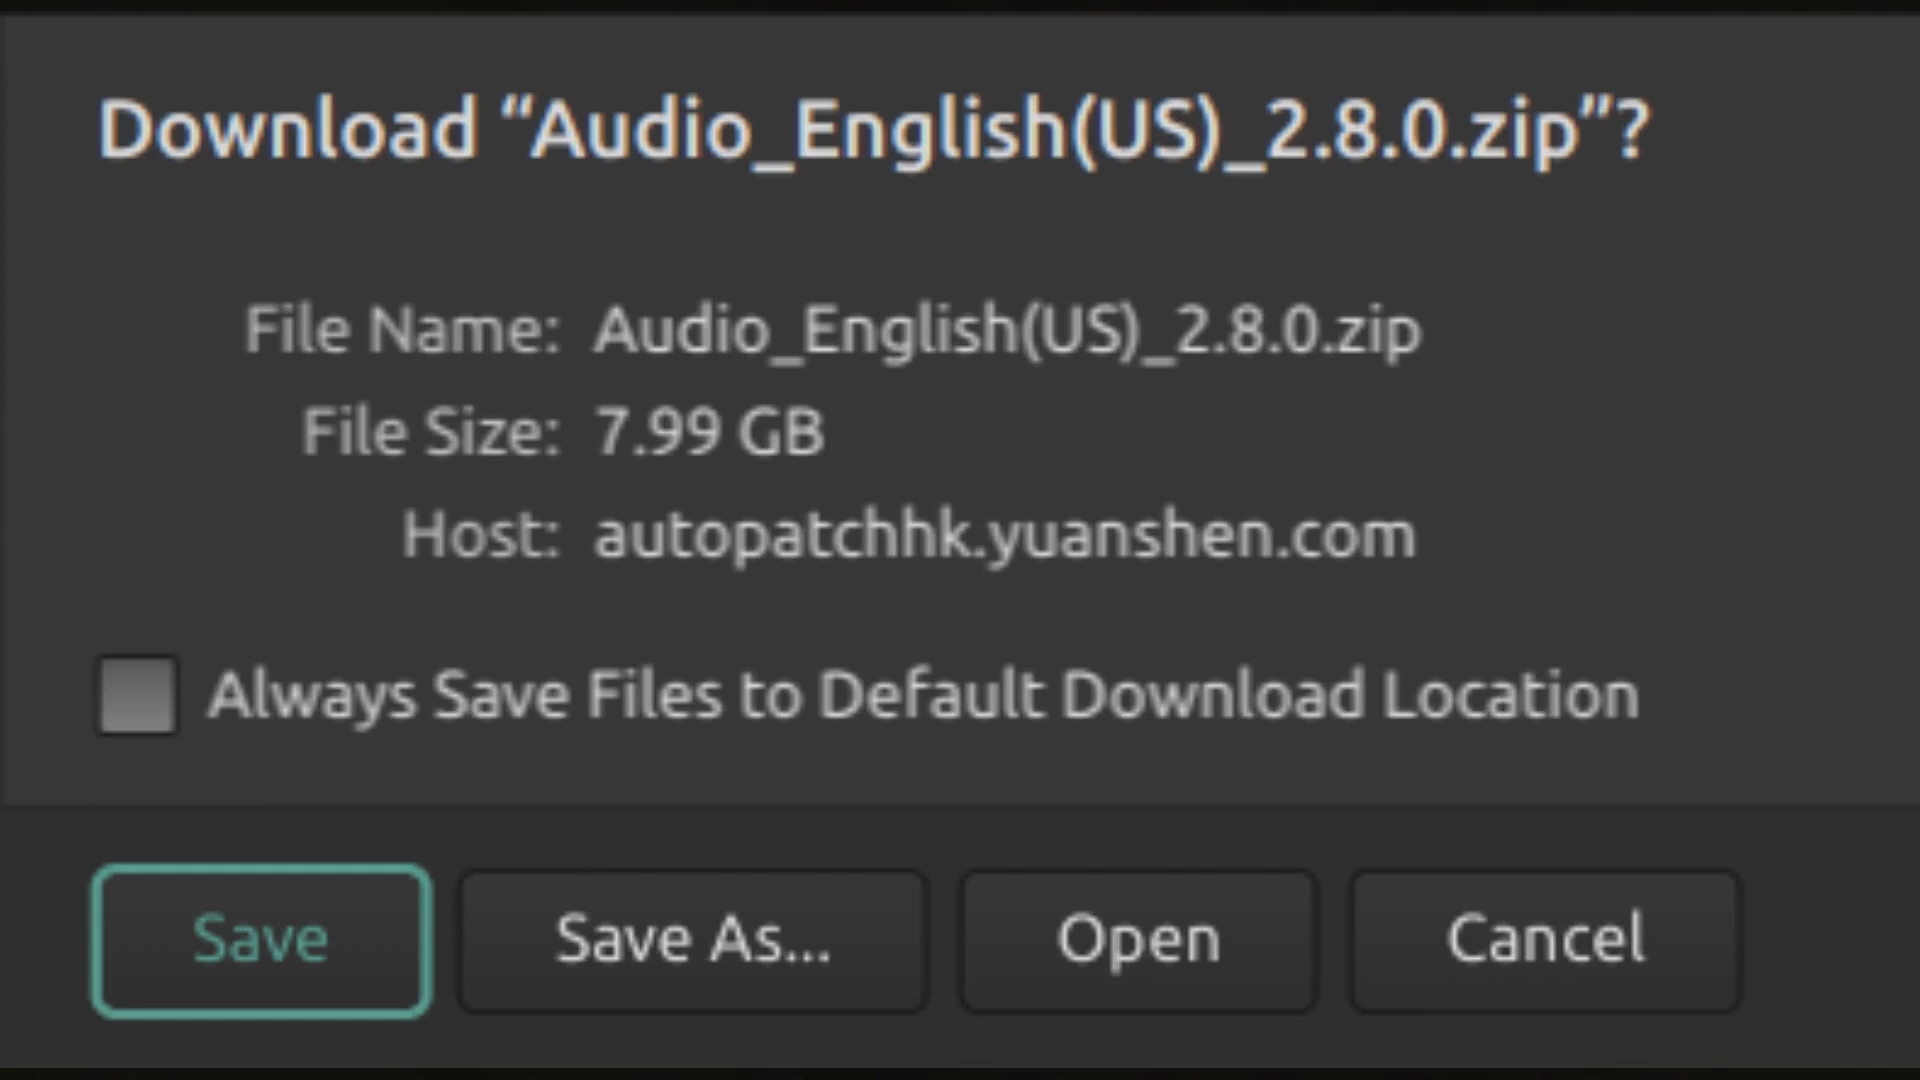 Download “Audio_English(US)_2.8.0.zip”?
File Name: Audio_English(US)_2.8.0.zip
File Size: 7.99 GB
Host: autopatchhk.yuanshen.com
Always Save Files to Default Download Location
Save Save As... Open Cancel